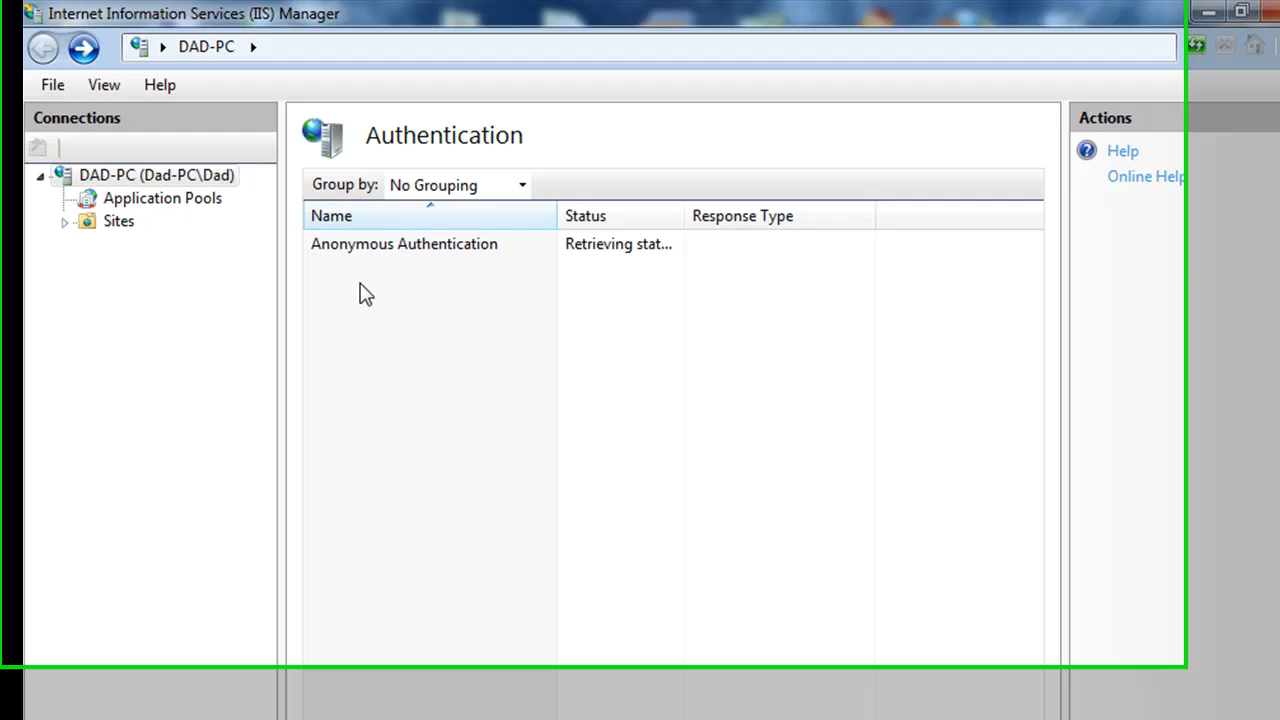 Internet Information Services (IIS) Manager
DAD-PC
File View Help
Connections
DAD-PC (Dad-PC\Dad)
Application Pools
Sites
Authentication
Group by: No Grouping
Name Status Response Type
Anonymous Authentication Retrieving stat...
Actions
Help
Online Help